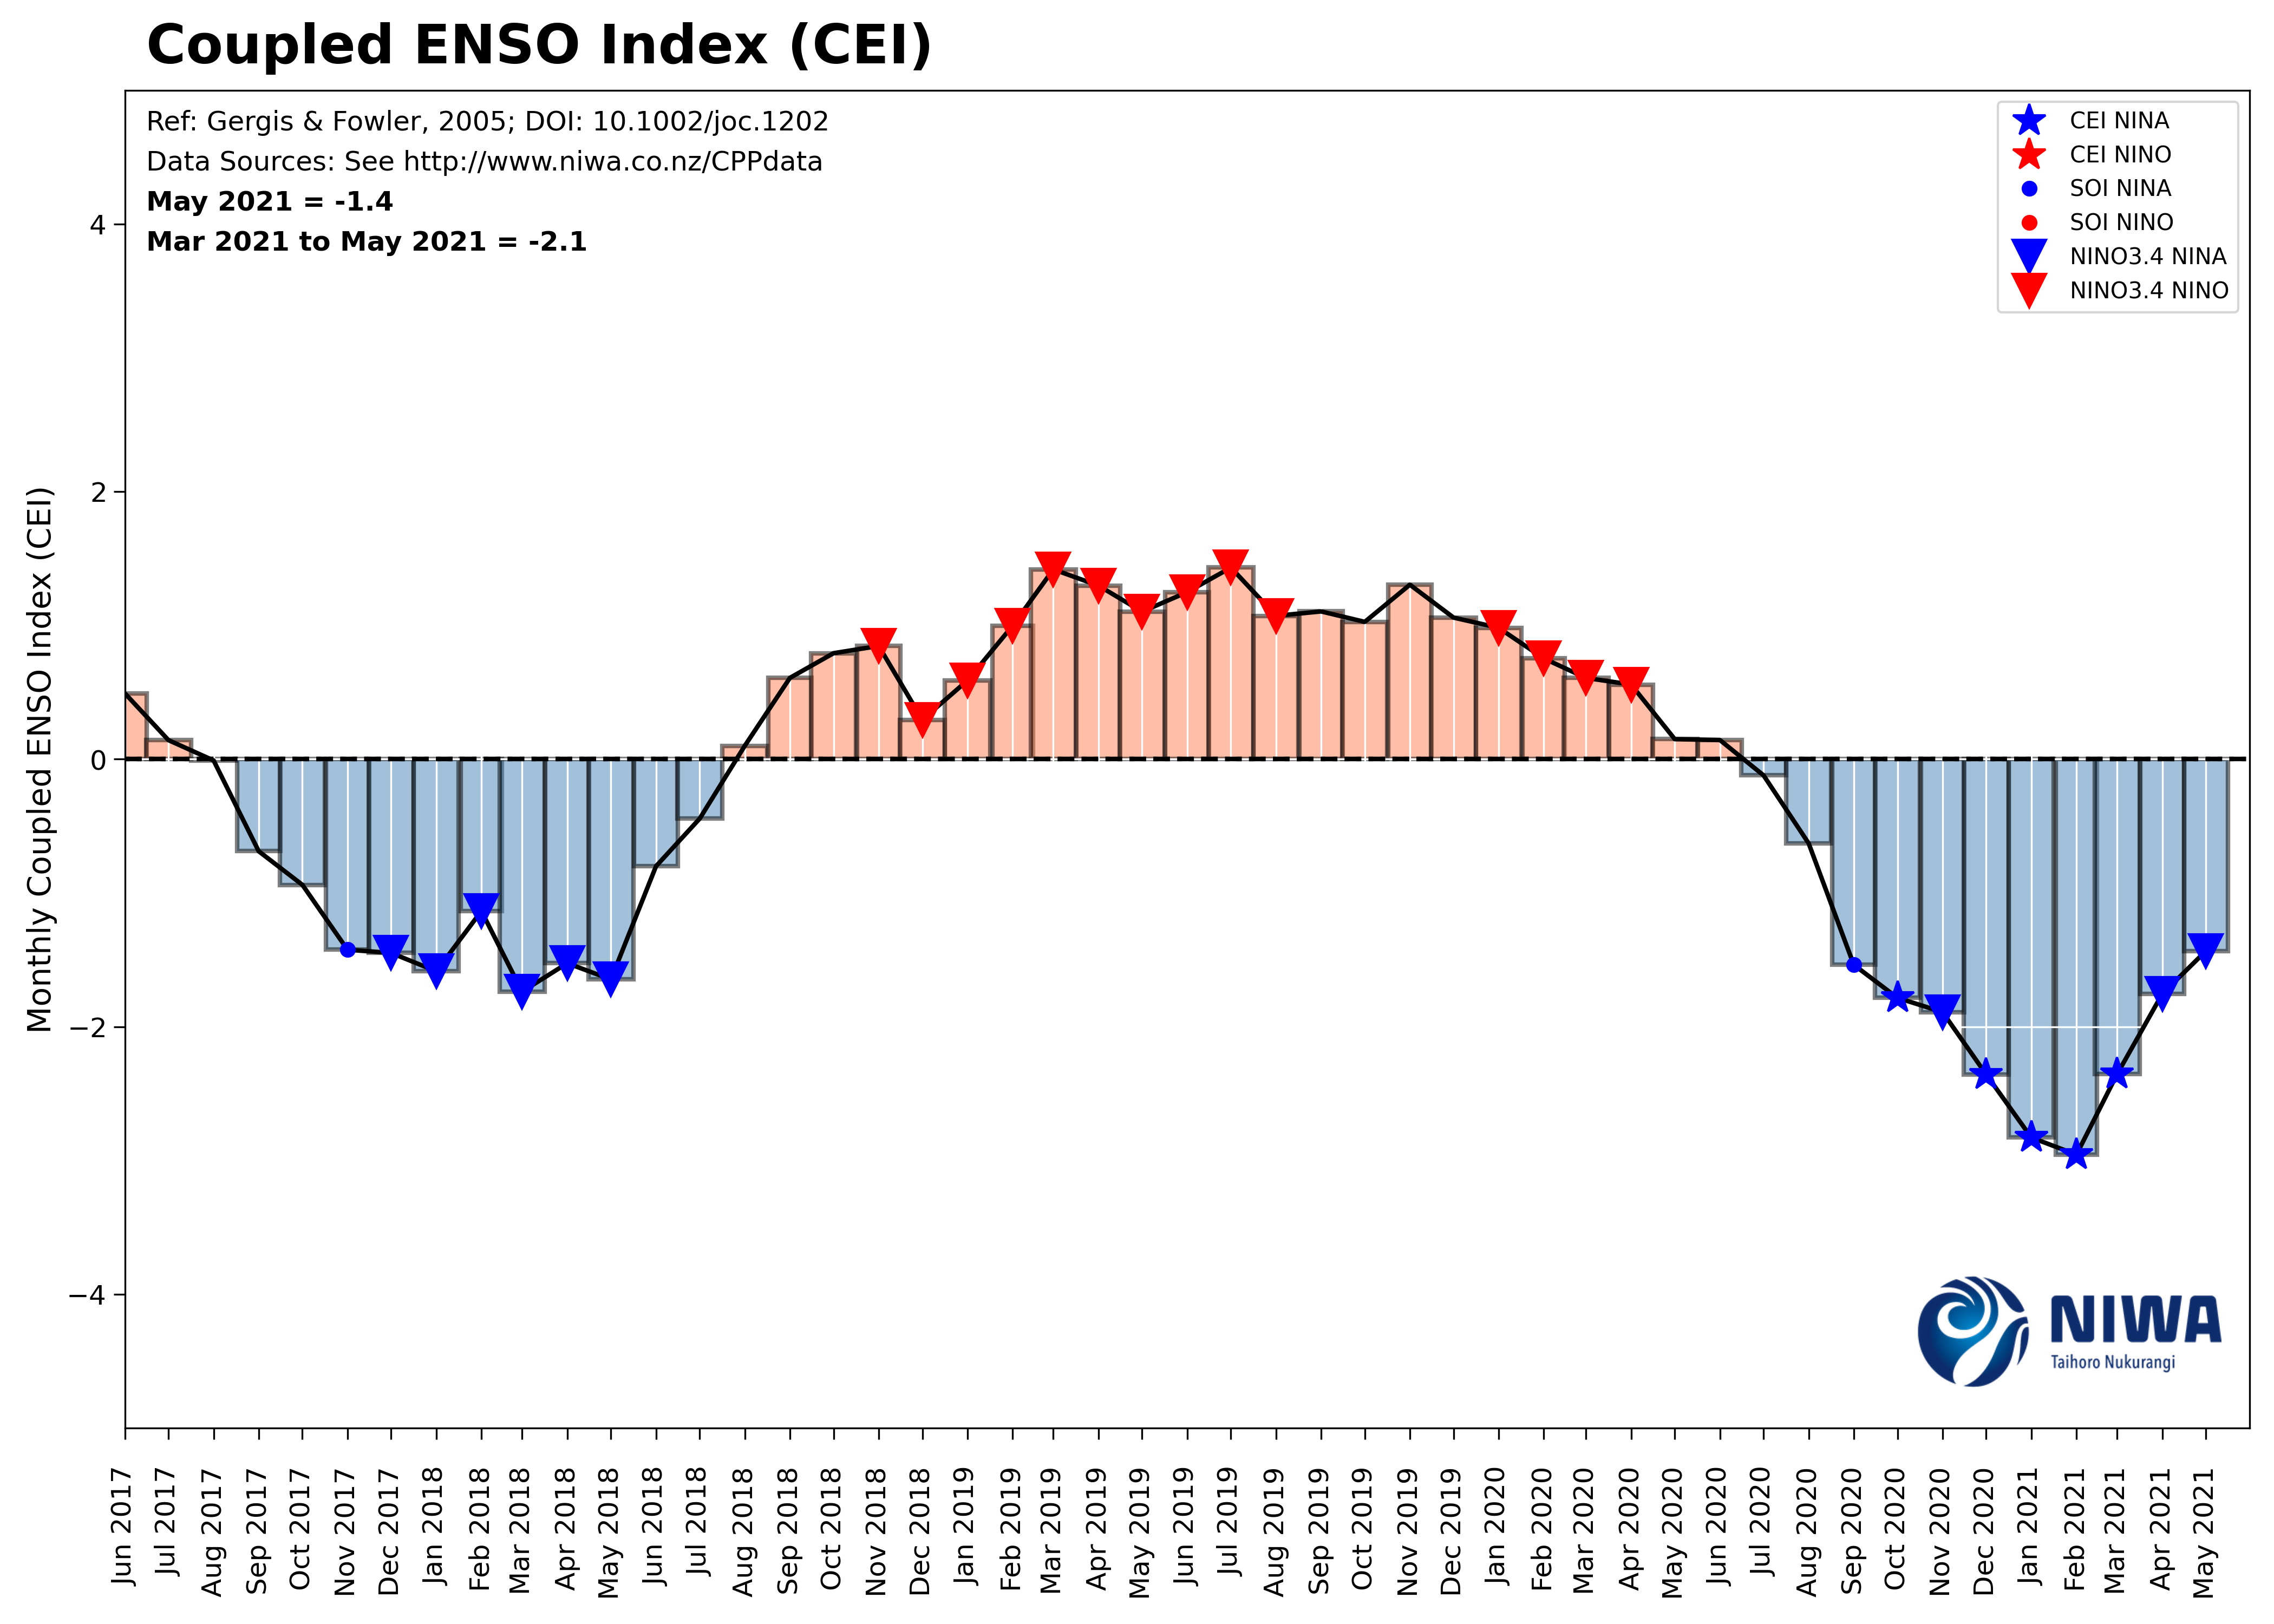 Coupled ENSO Index (CEI)
Ref: Gergis & Fowler, 2005; DOI: 10.1002/joc.1202
Data Sources: See http://www.niwa.co.nz/CPPdata
May 2021 = -1.4
Mar 2021 to May 2021 = -2.1
CEI NINA
CEI NINO
SOI NINA
SOI NINO
NINO3.4 NINA
NINO3.4 NINO
Monthly Coupled ENSO Index (CEI)
4
2
0
−2
−4
NIWA
Taihoro Nukurangi
Jun 2017
Jul 2017
Aug 2017
Sep 2017
Oct 2017
Nov 2017
Dec 2017
Jan 2018
Feb 2018
Mar 2018
Apr 2018
May 2018
Jun 2018
Jul 2018
Aug 2018
Sep 2018
Oct 2018
Nov 2018
Dec 2018
Jan 2019
Feb 2019
Mar 2019
Apr 2019
May 2019
Jun 2019
Jul 2019
Aug 2019
Sep 2019
Oct 2019
Nov 2019
Dec 2019
Jan 2020
Feb 2020
Mar 2020
Apr 2020
May 2020
Jun 2020
Jul 2020
Aug 2020
Sep 2020
Oct 2020
Nov 2020
Dec 2020
Jan 2021
Feb 2021
Mar 2021
Apr 2021
May 2021